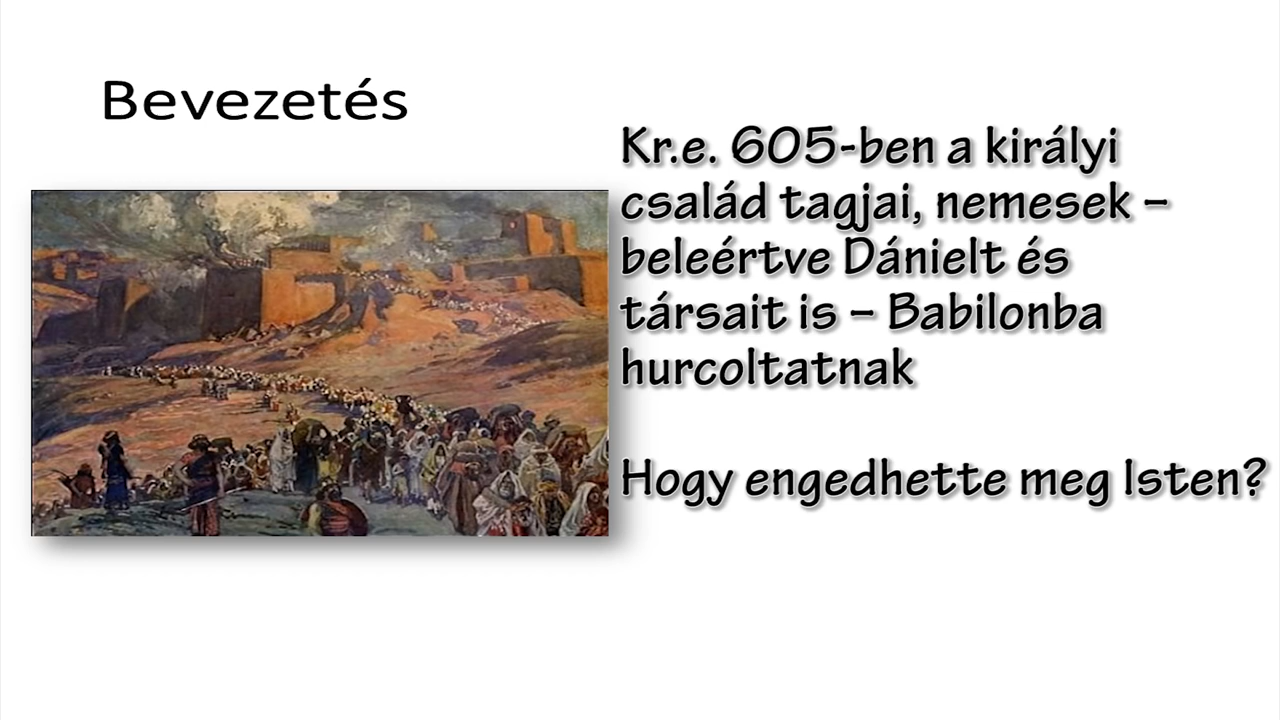 Bevezetés
Kr.e. 605-ben a királyi
család tagjai, nemesek –
beleértve Dánielt és
társait is – Babilonba
hurcoltatnak
Hogy engedhette meg Isten?